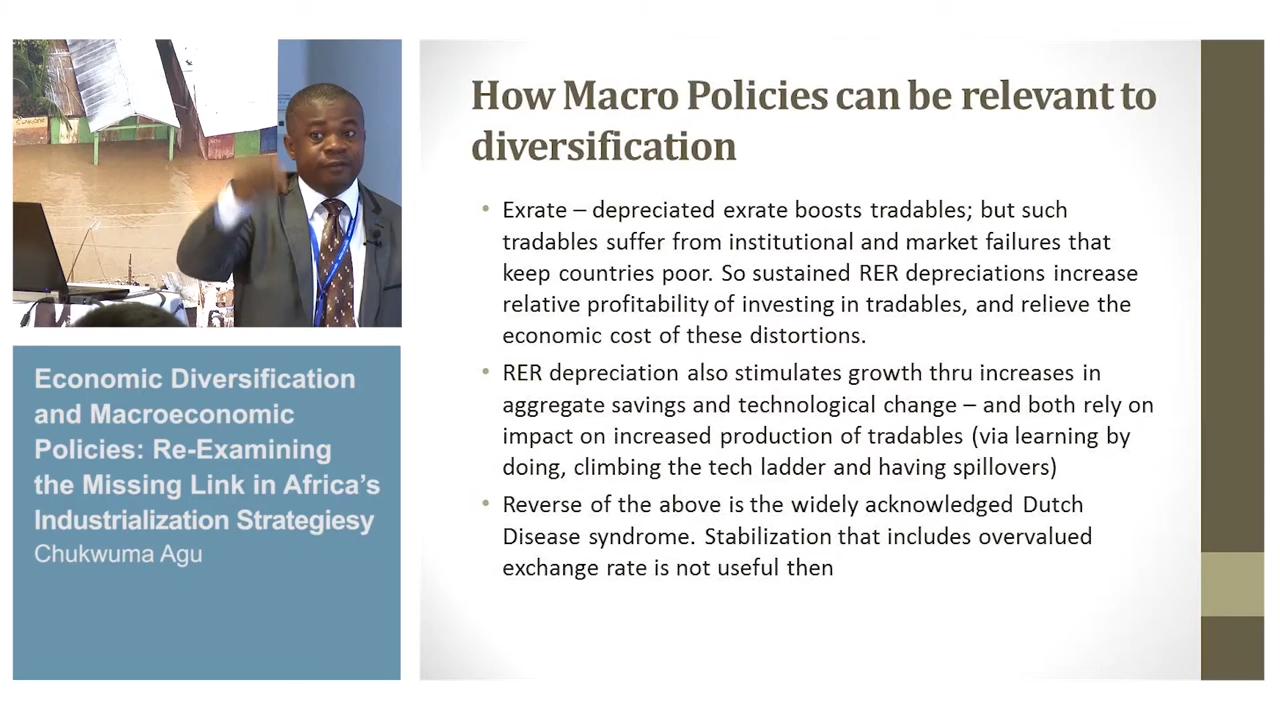 How Macro Policies can be relevant to
diversification
• Exrate – depreciated exrate boosts tradables; but such
tradables suffer from institutional and market failures that
keep countries poor. So sustained RER depreciations increase
relative profitability of investing in tradables, and relieve the
economic cost of these distortions.
• RER depreciation also stimulates growth thru increases in
aggregate savings and technological change – and both rely on
impact on increased production of tradables (via learning by
doing, climbing the tech ladder and having spillovers)
• Reverse of the above is the widely acknowledged Dutch
Disease syndrome. Stabilization that includes overvalued
exchange rate is not useful then
Economic Diversification
and Macroeconomic
Policies: Re-Examining
the Missing Link in Africa's
Industrialization Strategiesy
Chukwuma Agu